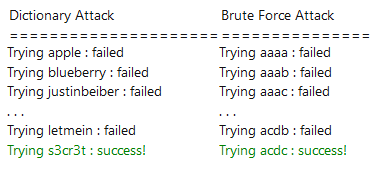 Dictionary Attack
= = = = = = = = = = = = = = = = = = = = =
Trying apple : failed
Trying blueberry : failed
Trying justinbeiber : failed
. . .
Trying letmein : failed
Trying s3cr3t : success!
Brute Force Attack
= = = = = = = = = = = = = = =
Trying aaaa : failed
Trying aaab : failed
Trying aaac : failed
. . .
Trying acdb : failed
Trying acdc : success!